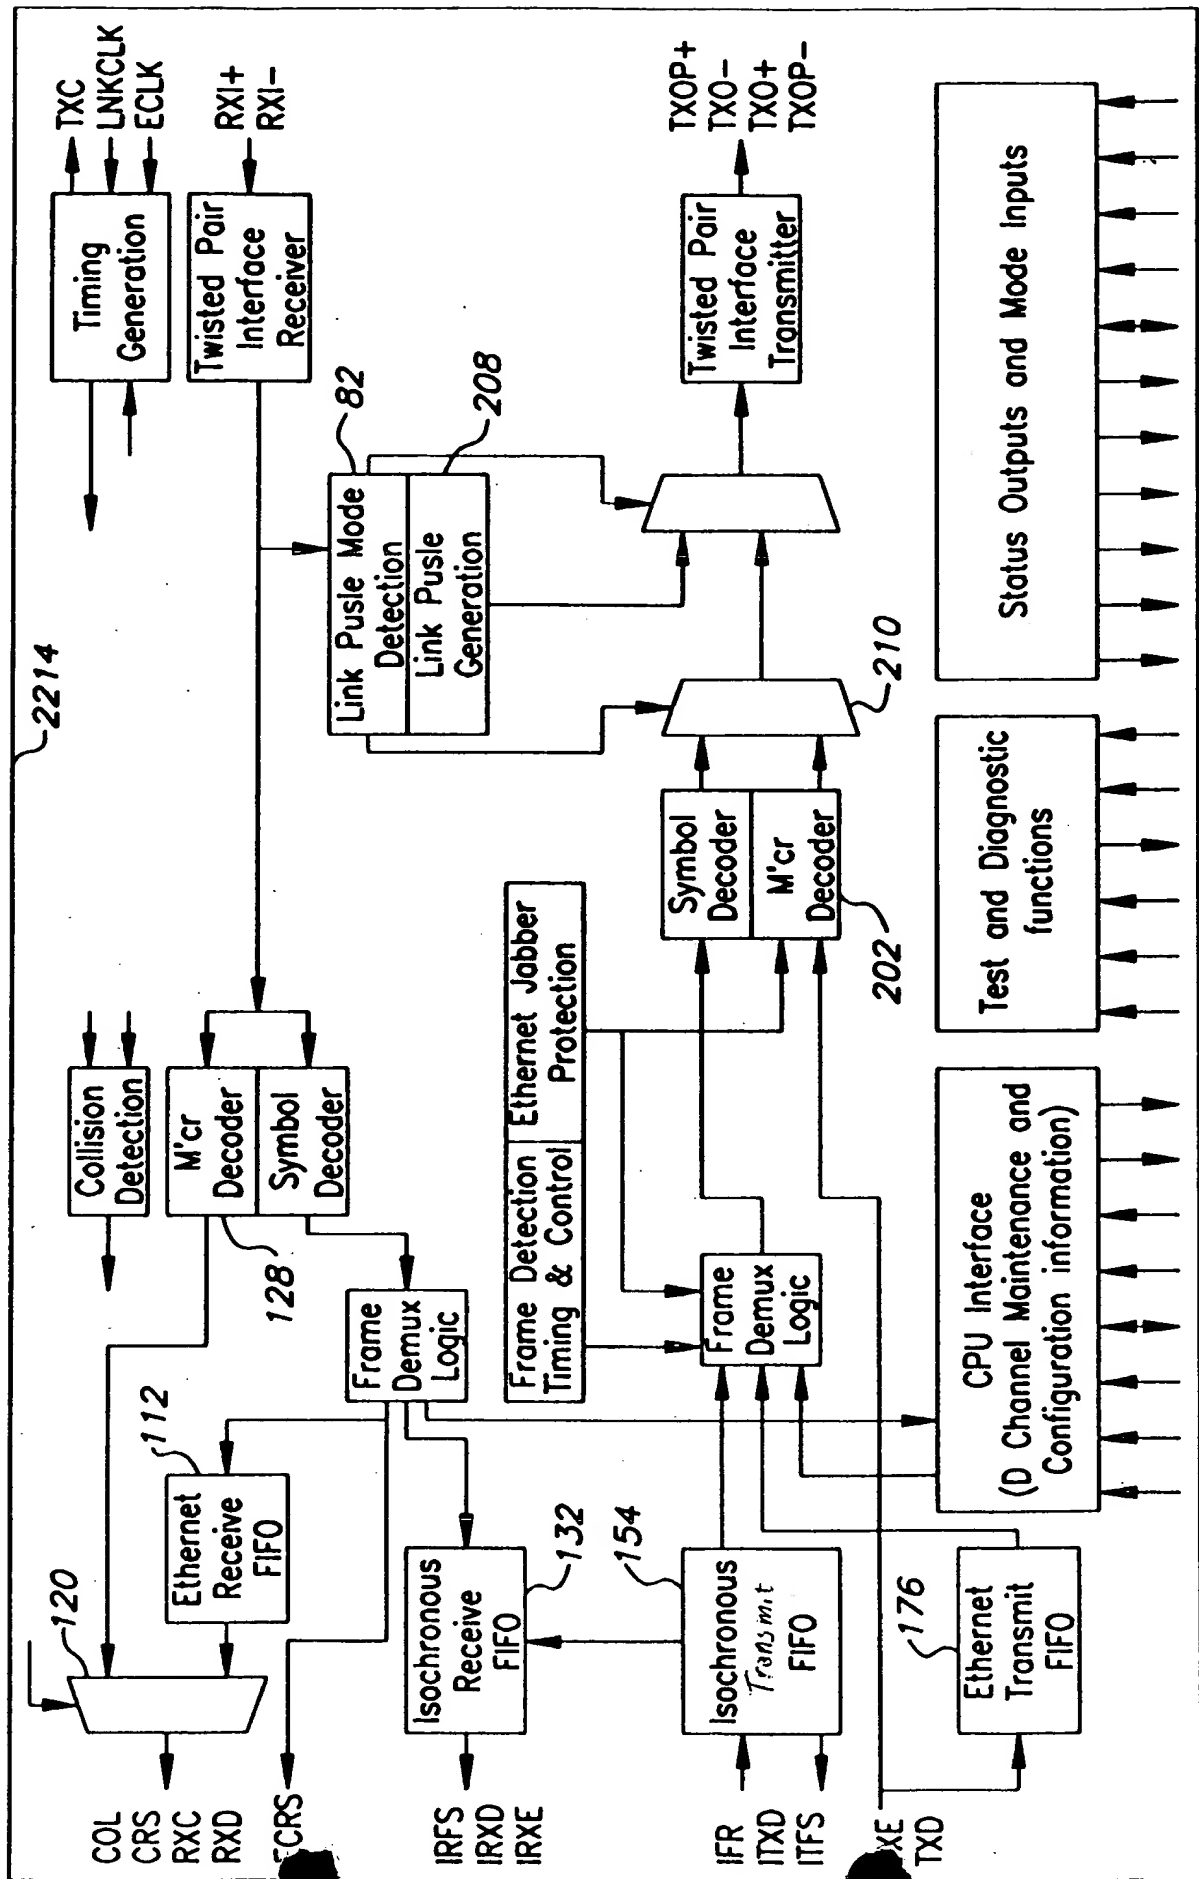 2214
TXC
LNKCLK
ECLK
RXI+
RXI-
Timing
Generation
Twisted Pair
Interface
Receiver
Collision
Detection
M'cr
Decoder
Symbol
Decoder
128
120
112
Ethernet
Receive
FIFO
COL
CRS
RXC
RXD
Frame
Demux
Logic
Link Pusle Mode
Detection
Link Pusle
Generation
82
208
Isochronous
Receive
FIFO
132
IRFS
IRXD
IRXE
Frame Detection
Timing & Control
Ethernet Jabber
Protection
Symbol
Decoder
M'cr
Decoder
202
210
Twisted Pair
Interface
Transmitter
TXOP+
TXO-
TXO+
TXOP-
Frame
Demux
Logic
Isochronous
Transmit
FIFO
154
IFR
ITXD
ITFS
TXD
176
Ethernet
Transmit
FIFO
CPU Interface
(D Channel Maintenance and
Configuration information)
Test and Diagnostic
functions
Status Outputs and Mode Inputs